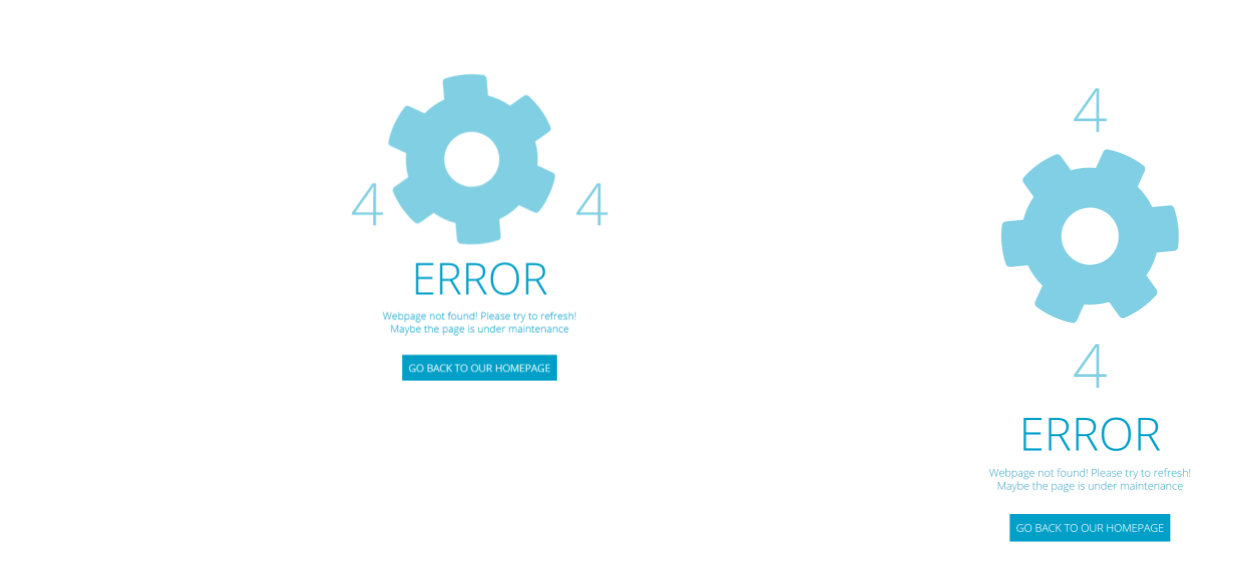 4 4
ERROR
Webpage not found! Please try to refresh!
Maybe the page is under maintenance
GO BACK TO OUR HOMEPAGE
4
4
ERROR
Webpage not found! Please try to refresh!
Maybe the page is under maintenance
GO BACK TO OUR HOMEPAGE